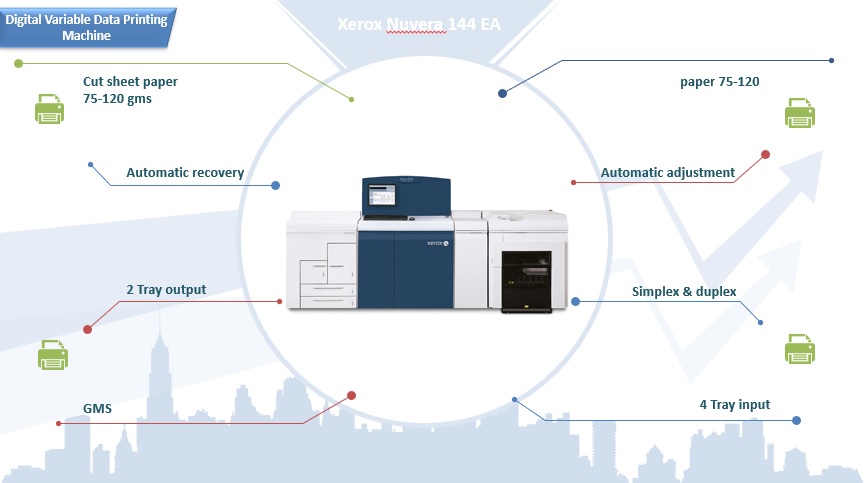 Digital Variable Data Printing
Machine
Xerox Nuvera 144 EA
Cut sheet paper
75-120 gms
paper 75-120
Automatic recovery
Automatic adjustment
xerox
2 Tray output
Simplex & duplex
GMS
4 Tray input